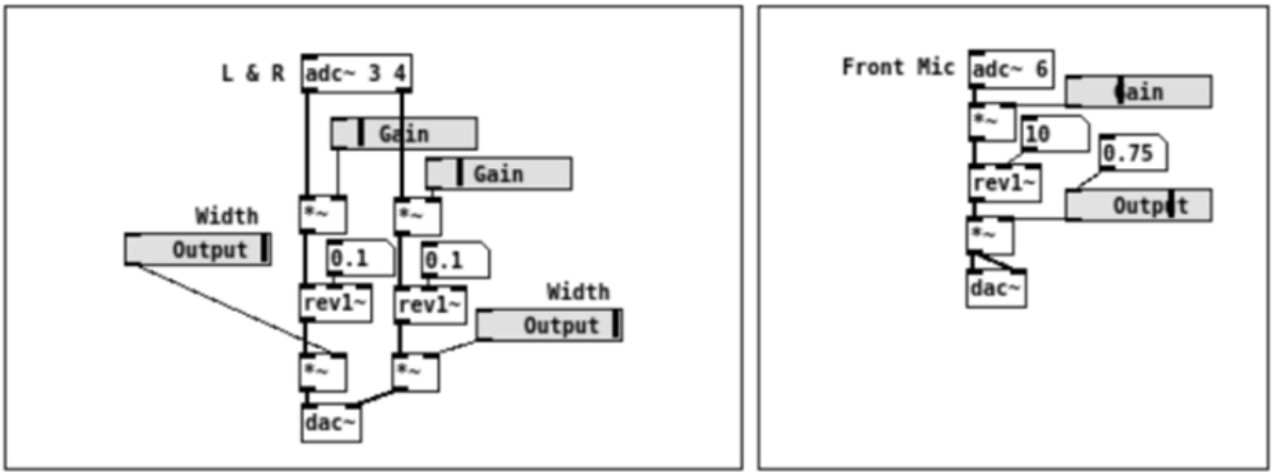 L & R
adc~ 3 4
Gain
Gain
*~
*~
Width
Output
0.1
0.1
rev1~
rev1~
Width
Output
*~
*~
dac~
Front Mic
adc~ 6
Gain
*~
10
0.75
rev1~
Output
*~
dac~